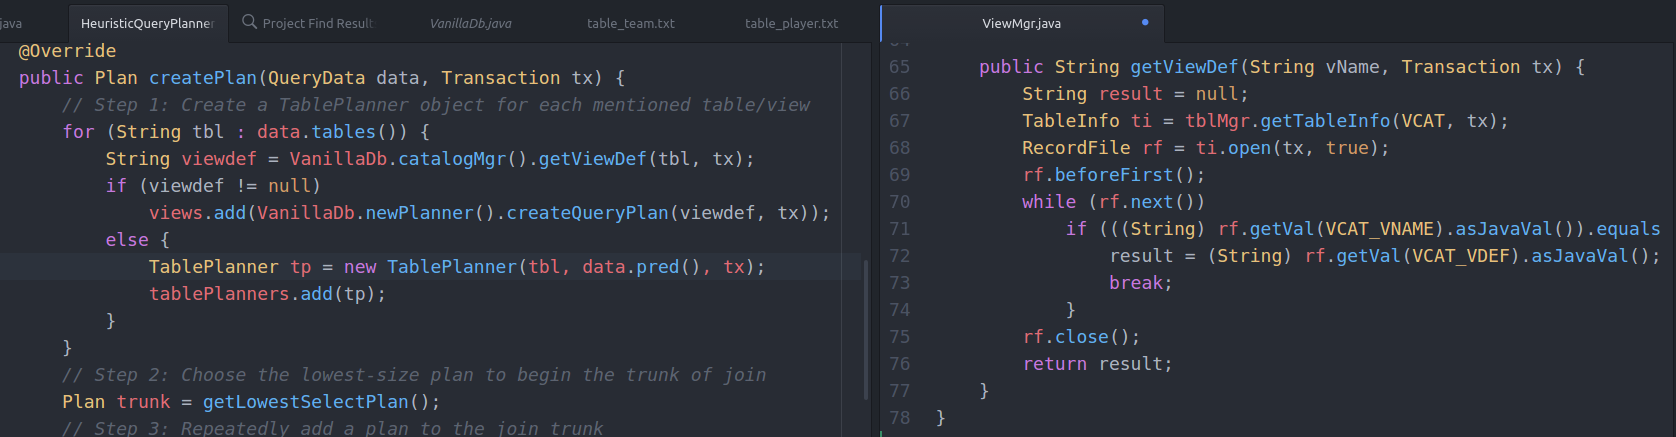 java
HeuristicQueryPlanner
Project Find Results
VanillaDb.java
table_team.txt
table_player.txt
@Override
public Plan createPlan(QueryData data, Transaction tx) {
// Step 1: Create a TablePlanner object for each mentioned table/view
for (String tbl : data.tables()) {
String viewdef = VanillaDb.catalogMgr().getViewDef(tbl, tx);
if (viewdef != null)
views.add(VanillaDb.newPlanner().createQueryPlan(viewdef, tx));
else {
TablePlanner tp = new TablePlanner(tbl, data.pred(), tx);
tablePlanners.add(tp);
}
}
// Step 2: Choose the lowest-size plan to begin the trunk of join
Plan trunk = getLowestSelectPlan();
// Step 3: Repeatedly add a plan to the join trunk
ViewMgr.java
64
65 public String getViewDef(String vName, Transaction tx) {
66 String result = null;
67 TableInfo ti = tblMgr.getTableInfo(VCAT, tx);
68 RecordFile rf = ti.open(tx, true);
69 rf.beforeFirst();
70 while (rf.next())
71 if (((String) rf.getVal(VCAT_VNAME).asJavaVal()).equals
72 result = (String) rf.getVal(VCAT_VDEF).asJavaVal();
73 break;
74 }
75 rf.close();
76 return result;
77 }
78 }